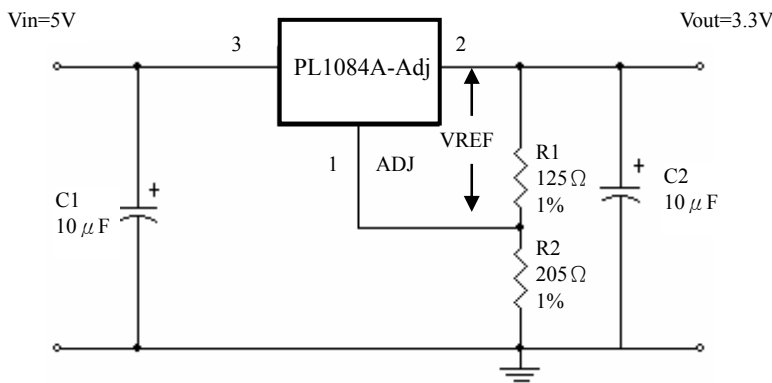 Vin=5V
Vout=3.3V
3
PL1084A-Adj
2
VREF
1
ADJ
R1
125Ω
1%
C1
10μF
+
C2
10μF
+
R2
205Ω
1%